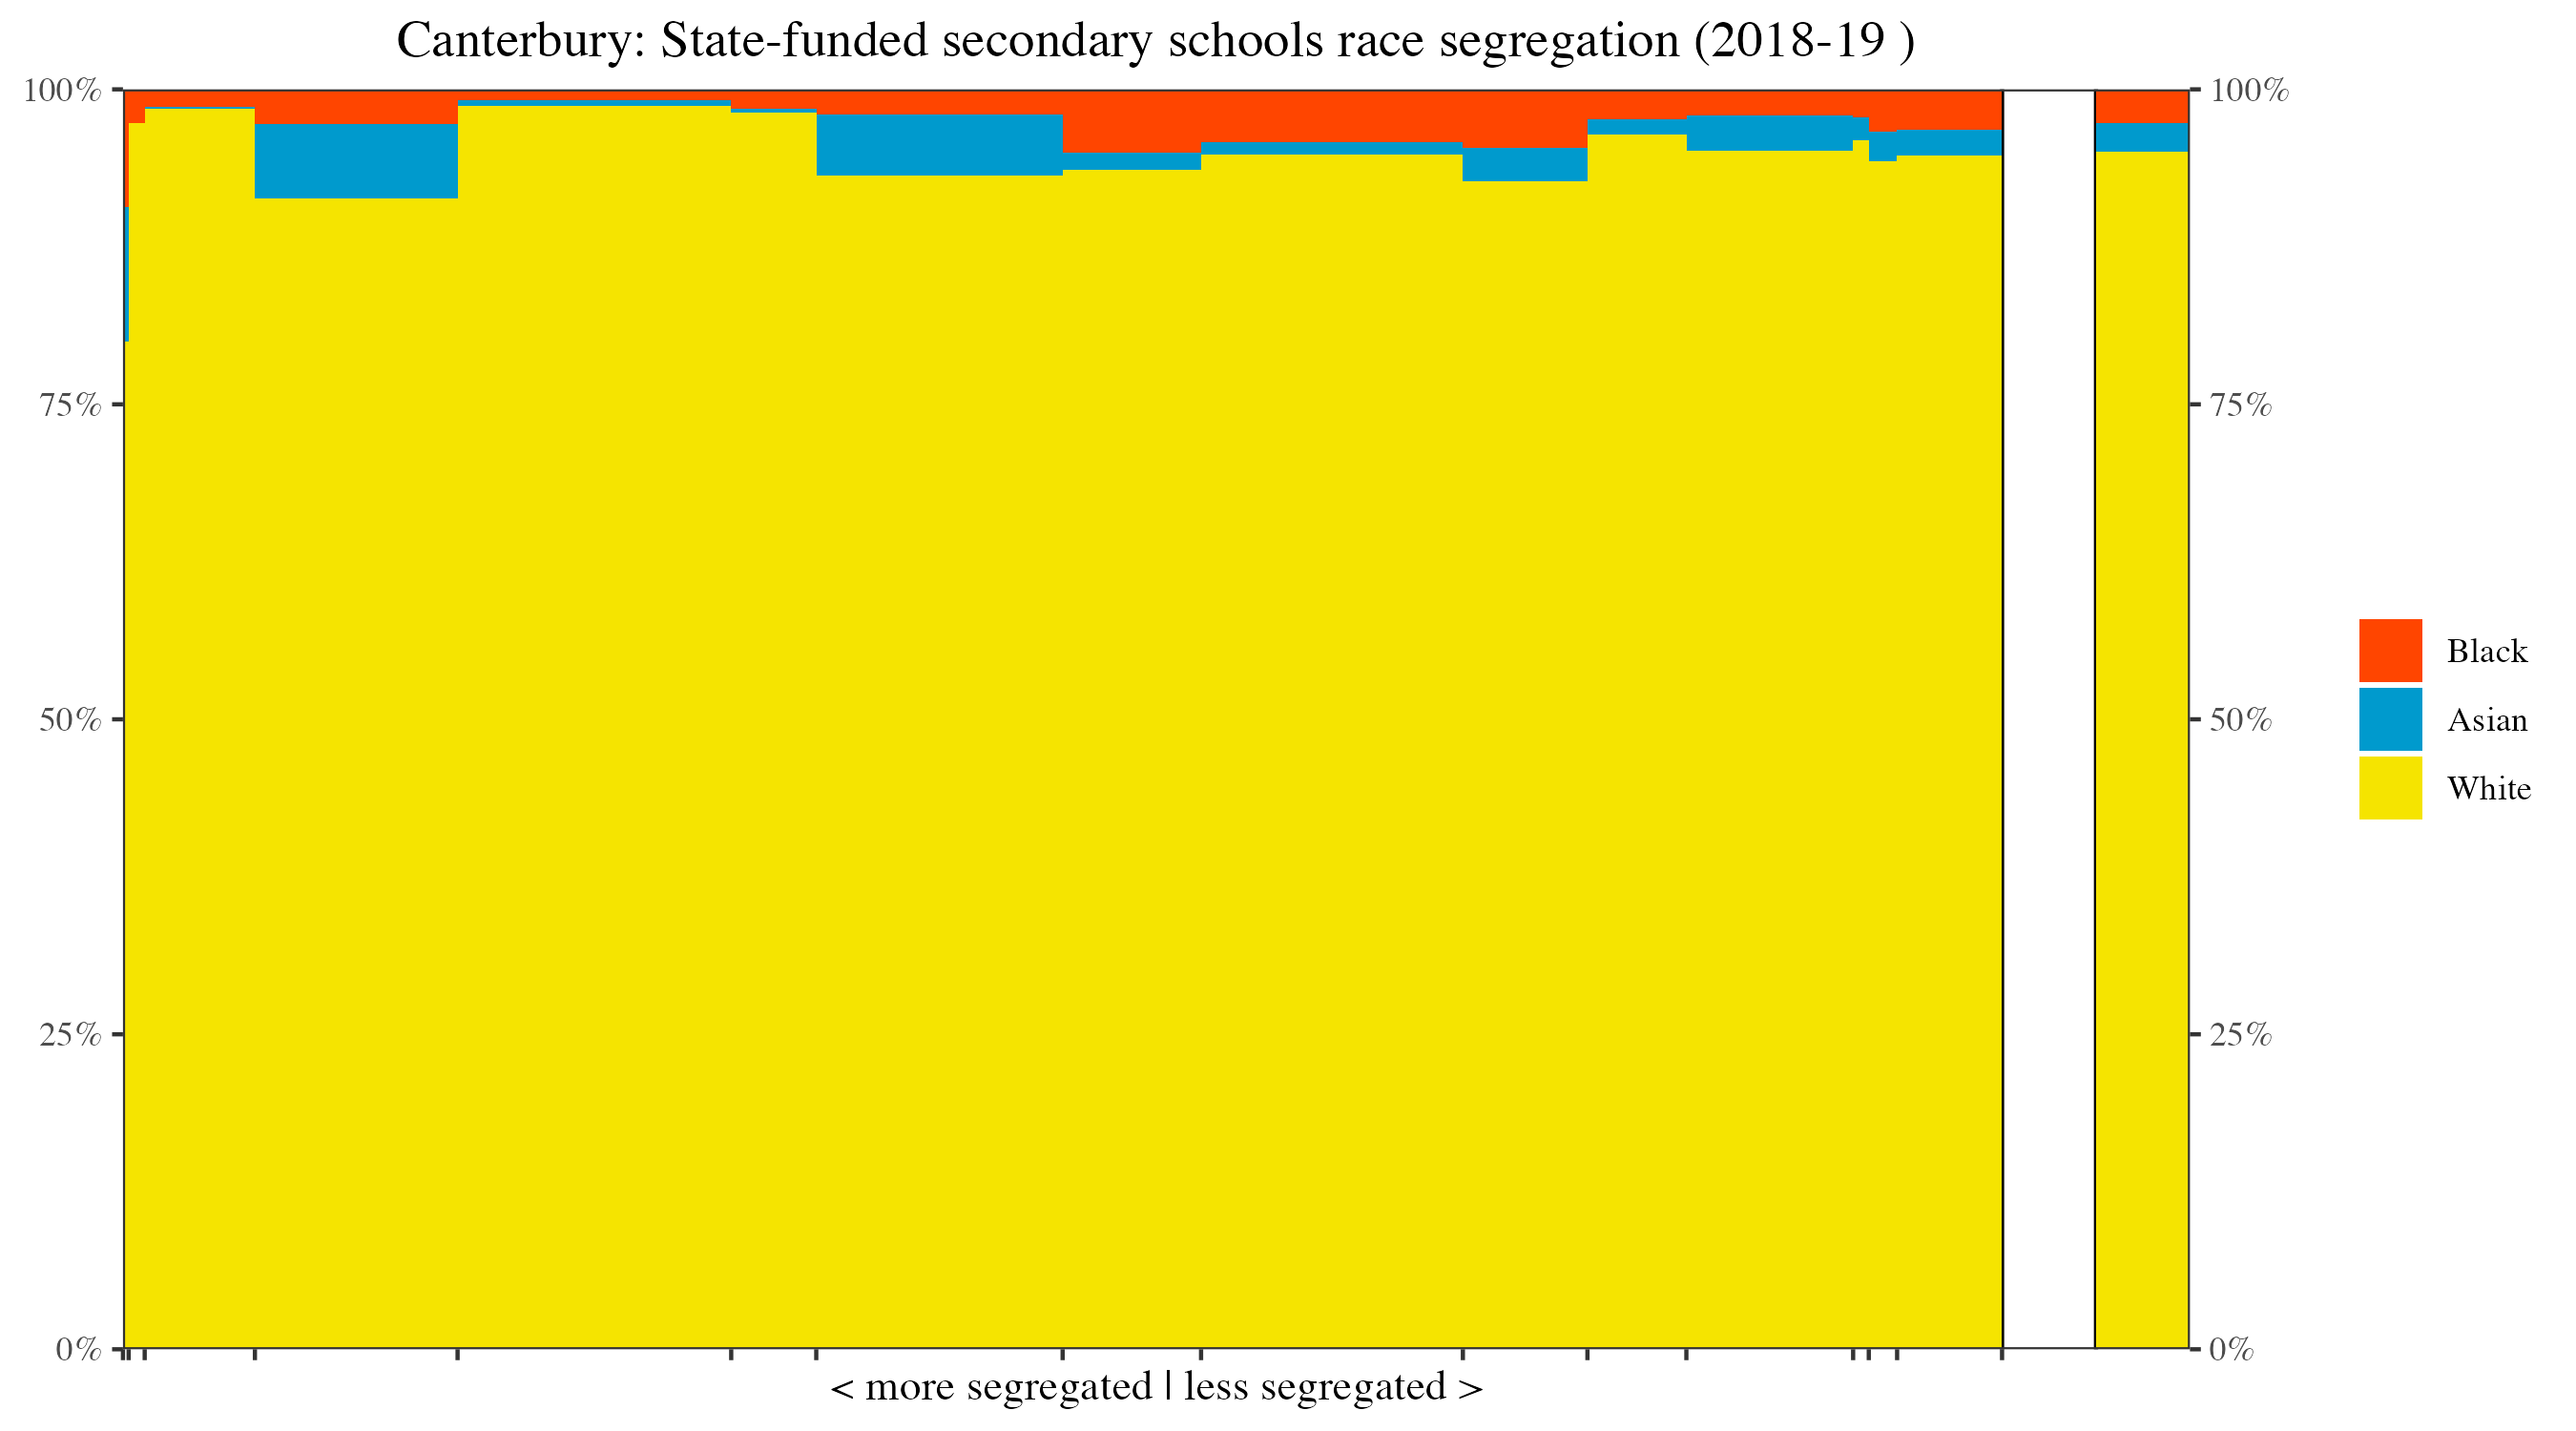 Canterbury: State-funded secondary schools race segregation (2018-19 )
100%
75%
50%
25%
0%
100%
75%
50%
25%
0%
Black
Asian
White
< more segregated | less segregated >